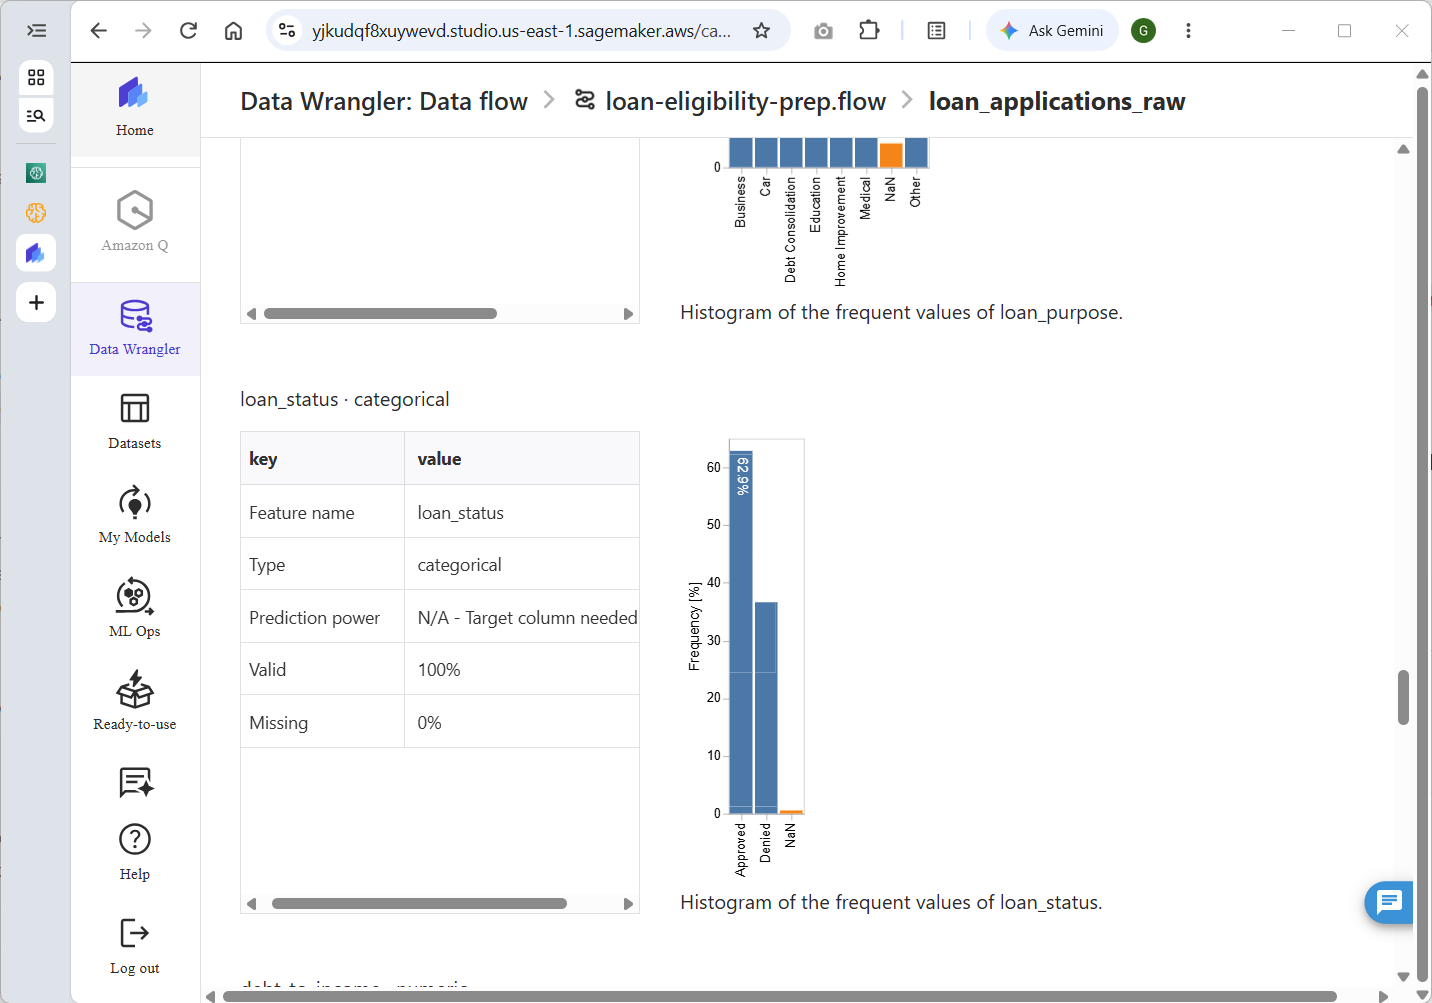 yjkudqf8xuywevd.studio.us-east-1.sagemaker.aws/ca...
Ask Gemini
G
Home
Amazon Q
Data Wrangler
Datasets
My Models
ML Ops
Ready-to-use
Help
Log out
Data Wrangler: Data flow
loan-eligibility-prep.flow
loan_applications_raw
0
Business
Car
Debt Consolidation
Education
Home Improvement
Medical
NaN
Other
Histogram of the frequent values of loan_purpose.
loan_status · categorical
key value
Feature name loan_status
Type categorical
Prediction power N/A - Target column needed
Valid 100%
Missing 0%
Frequency [%]
60
50
40
30
20
10
0
62.9%
Approved
Denied
NaN
Histogram of the frequent values of loan_status.
debt_to_income · numeric